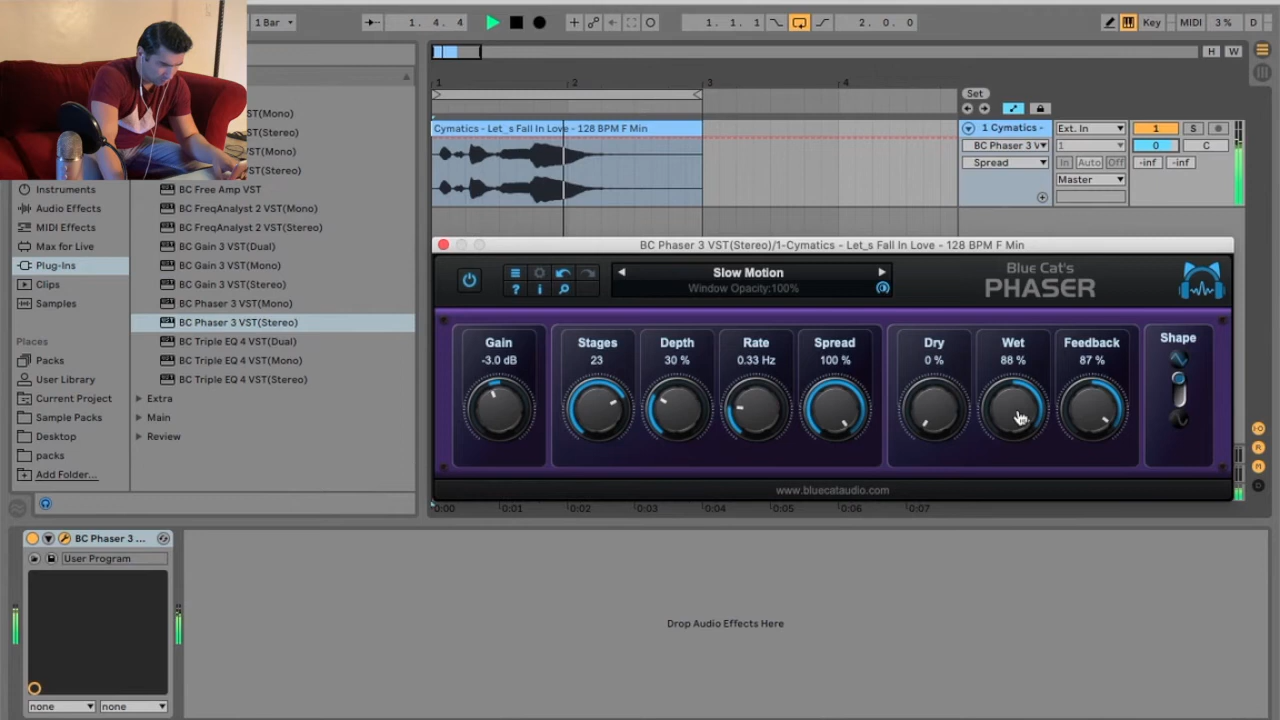 1 Bar
1. 4. 4
1. 1. 1
2. 0. 0
Key
MIDI
3 %
D
H
W
1
2
3
4
Set
Cymatics - Let_s Fall In Love - 128 BPM F Min
1 Cymatics -
Ext. In
1
S
BC Phaser 3 V
1
0
C
Spread
In
Auto
Off
-inf
-inf
Master
ST(Mono)
ST(Stereo)
(Mono)
(Stereo)
Instruments
Audio Effects
MIDI Effects
Max for Live
Plug-Ins
Clips
Samples
Places
Packs
User Library
Current Project
Sample Packs
Desktop
packs
Add Folder...
BC Free Amp VST
BC FreqAnalyst 2 VST(Mono)
BC FreqAnalyst 2 VST(Stereo)
BC Gain 3 VST(Dual)
BC Gain 3 VST(Mono)
BC Gain 3 VST(Stereo)
BC Phaser 3 VST(Mono)
BC Phaser 3 VST(Stereo)
BC Triple EQ 4 VST(Dual)
BC Triple EQ 4 VST(Mono)
BC Triple EQ 4 VST(Stereo)
Extra
Main
Review
BC Phaser 3 VST(Stereo)/1-Cymatics - Let_s Fall In Love - 128 BPM F Min
Slow Motion
Window Opacity:100%
Blue Cat's
PHASER
Gain
-3.0 dB
Stages
23
Depth
30 %
Rate
0.33 Hz
Spread
100 %
Dry
0 %
Wet
88 %
Feedback
87 %
Shape
www.bluecataudio.com
0:00
0:01
0:02
0:03
0:04
0:05
0:06
0:07
I·O
R
M
D
BC Phaser 3 ...
User Program
none
none
Drop Audio Effects Here